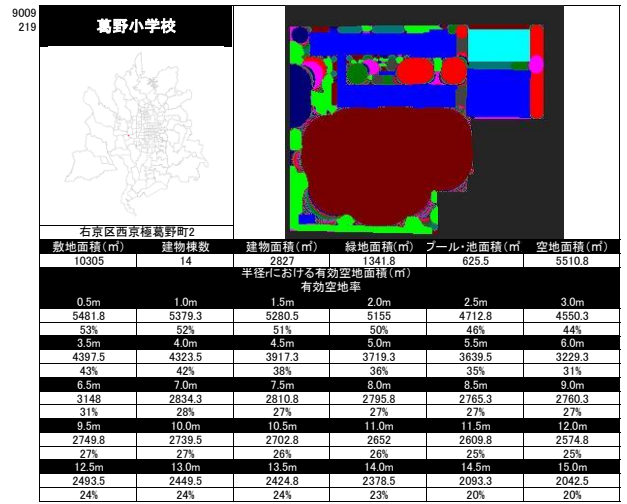 9009
219
葛野小学校
右京区西京極葛野町2
敷地面積(㎡) 建物棟数 建物面積(㎡) 緑地面積(㎡) プール・池面積(㎡ 空地面積(㎡)
10305 14 2827 1341.8 625.5 5510.8
半径rにおける有効空地面積(㎡)
有効空地率
0.5m 1.0m 1.5m 2.0m 2.5m 3.0m
5481.8 5379.3 5280.5 5155 4712.8 4550.3
53% 52% 51% 50% 46% 44%
3.5m 4.0m 4.5m 5.0m 5.5m 6.0m
4397.5 4323.5 3917.3 3719.3 3639.5 3229.3
43% 42% 38% 36% 35% 31%
6.5m 7.0m 7.5m 8.0m 8.5m 9.0m
3148 2834.3 2810.8 2795.8 2765.3 2760.3
31% 28% 27% 27% 27% 27%
9.5m 10.0m 10.5m 11.0m 11.5m 12.0m
2749.8 2739.5 2702.8 2652 2609.8 2574.8
27% 27% 26% 26% 25% 25%
12.5m 13.0m 13.5m 14.0m 14.5m 15.0m
2493.5 2449.5 2424.8 2378.5 2093.3 2042.5
24% 24% 24% 23% 20% 20%